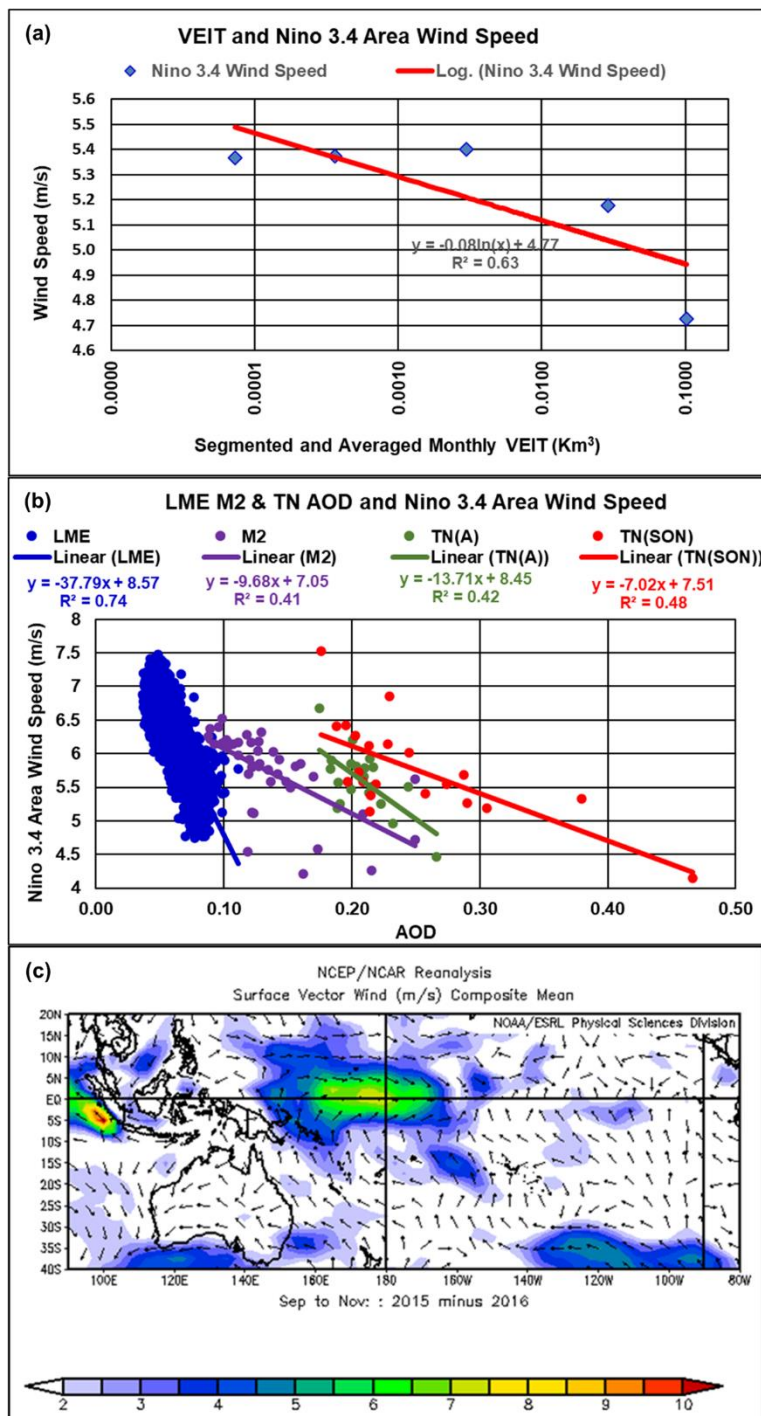 (a) VEIT and Nino 3.4 Area Wind Speed
Nino 3.4 Wind Speed Log. (Nino 3.4 Wind Speed)
5.6
5.5
5.4
5.3
5.2
5.1
5.0
4.9
4.8
4.7
4.6
Wind Speed (m/s)
y = -0.08ln(x) + 4.77
R² = 0.63
0.0000 0.0001 0.0010 0.0100 0.1000
Segmented and Averaged Monthly VEIT (Km³)
(b) LME M2 & TN AOD and Nino 3.4 Area Wind Speed
LME M2 TN(A) TN(SON)
Linear (LME) Linear (M2) Linear (TN(A)) Linear (TN(SON))
y = -37.79x + 8.57 y = -9.68x + 7.05 y = -13.71x + 8.45 y = -7.02x + 7.51
R² = 0.74 R² = 0.41 R² = 0.42 R² = 0.48
8
7.5
7
6.5
6
5.5
5
4.5
4
Nino 3.4 Area Wind Speed (m/s)
0.00 0.10 0.20 0.30 0.40 0.50
AOD
(c) NCEP/NCAR Reanalysis
Surface Vector Wind (m/s) Composite Mean
NOAA/ESRL Physical Sciences Division
20N
15N
10N
5N
EQ
5S
10S
15S
20S
25S
30S
35S
40S
100E 120E 140E 160E 180 160W 140W 120W 100W 80W
Sep to Nov: : 2015 minus 2016
2 3 4 5 6 7 8 9 10